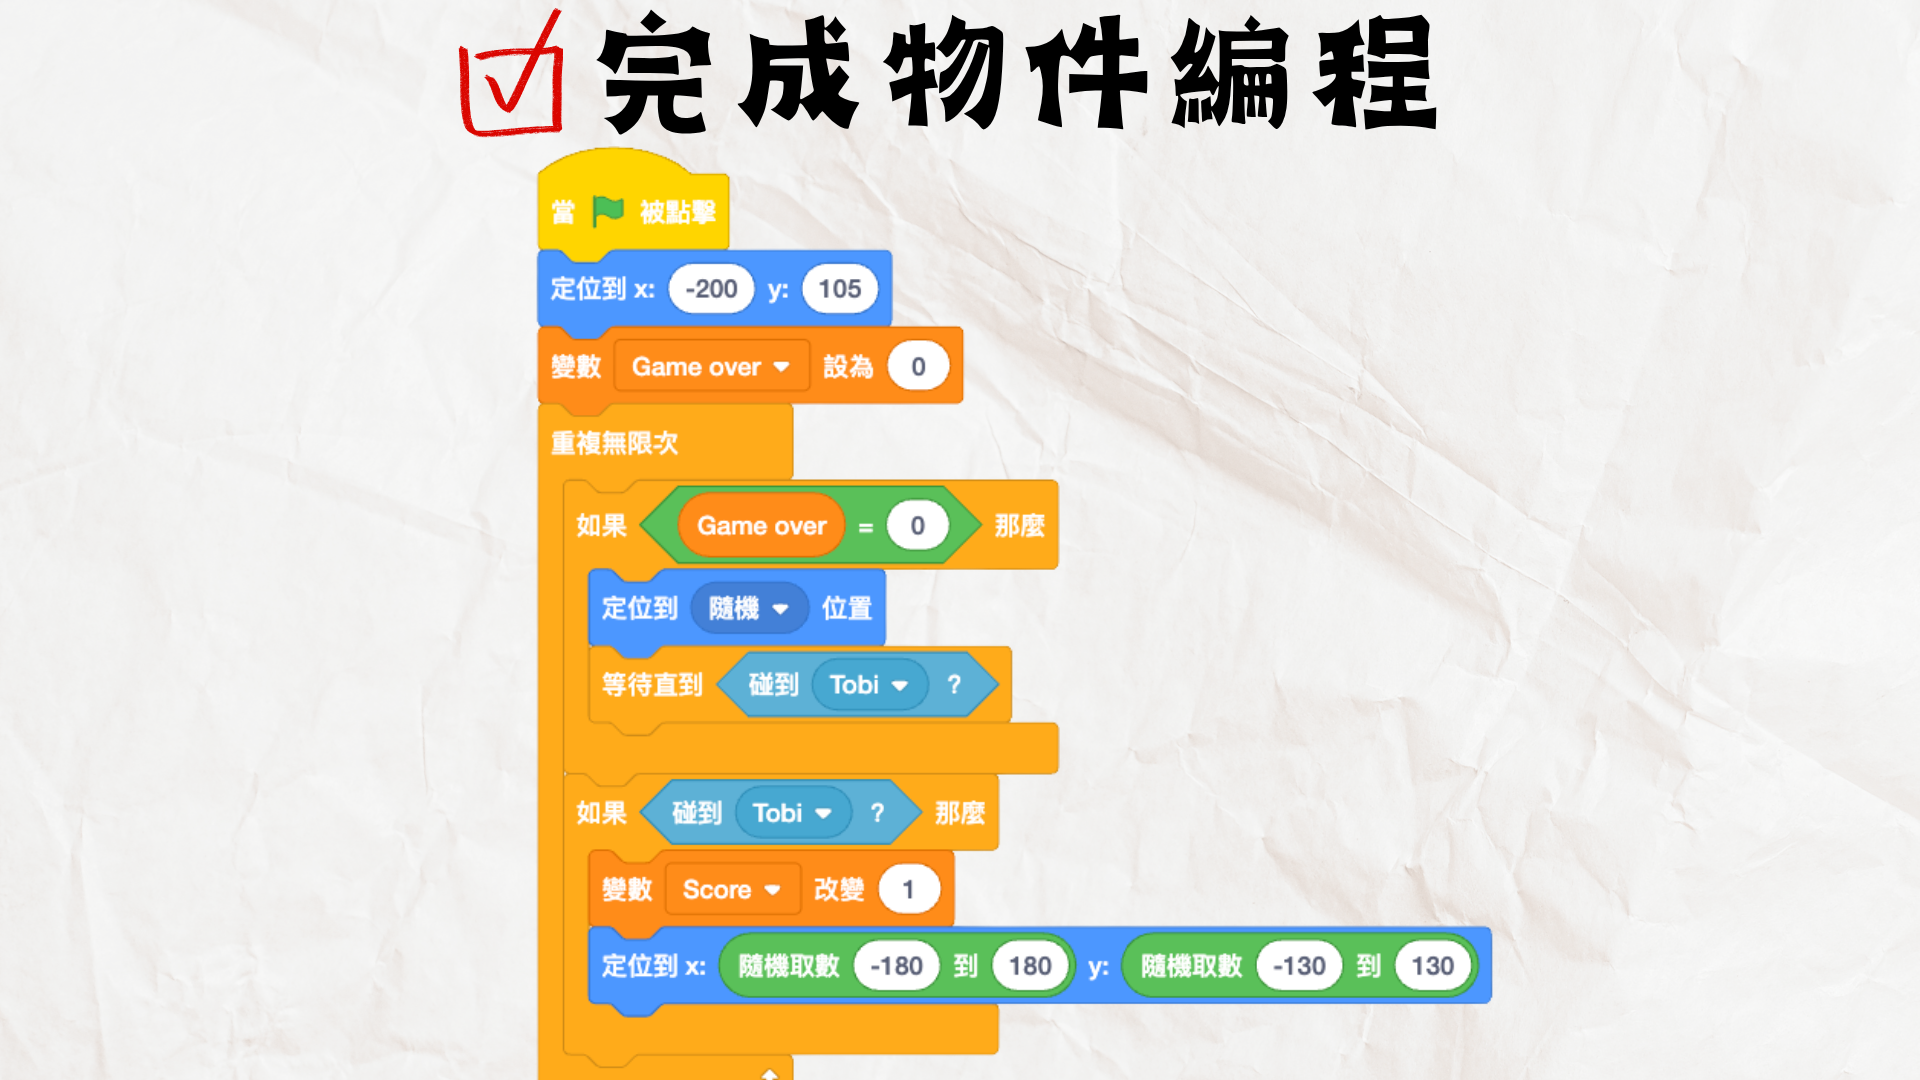 完成物件編程
當 被點擊
定位到 x: -200 y: 105
變數 Game over 設為 0
重複無限次
如果 Game over = 0 那麼
定位到 隨機 位置
等待直到 碰到 Tobi ?
如果 碰到 Tobi ? 那麼
變數 Score 改變 1
定位到 x: 隨機取數 -180 到 180 y: 隨機取數 -130 到 130